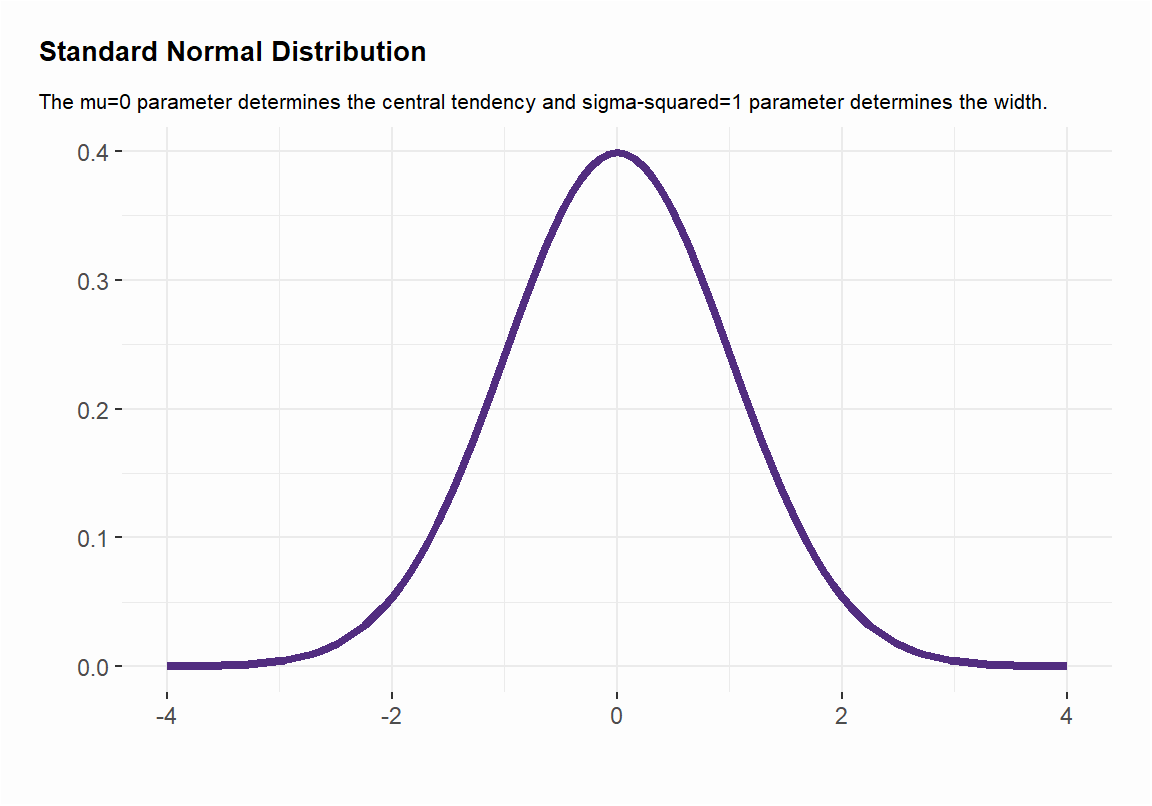 Standard Normal Distribution
The mu=0 parameter determines the central tendency and sigma-squared=1 parameter determines the width.
0.4
0.3
0.2
0.1
0.0
-4 -2 0 2 4